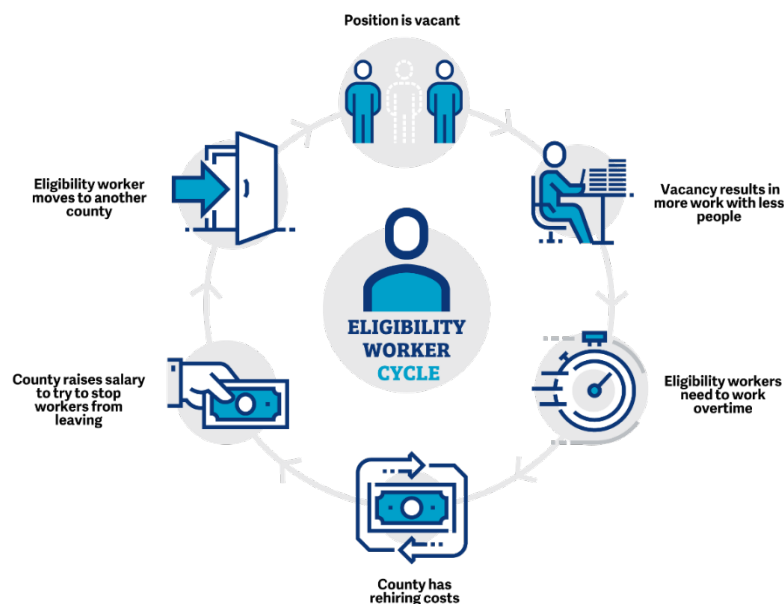 Position is vacant
Vacancy results in
more work with less
people
Eligibility workers
need to work
overtime
County has
rehiring costs
County raises salary
to try to stop
workers from
leaving
Eligibility worker
moves to another
county
ELIGIBILITY
WORKER
CYCLE